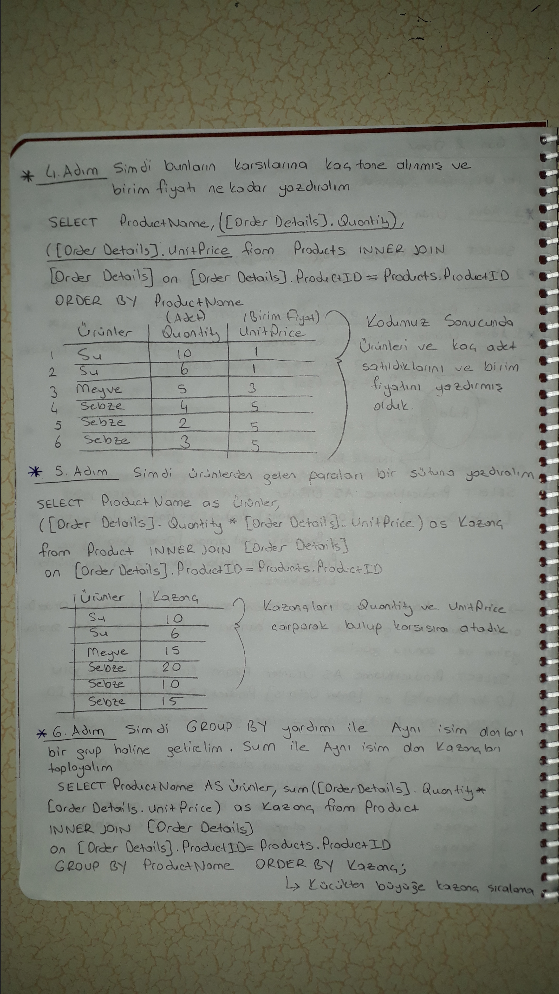 * 4. Adım Simdi bunların karsılarına kaç tane alınmış ve
birim fiyatı ne kadar yazdıralım
SELECT ProductName, ([Order Details].Quantity),
([Order Details].UnitPrice from Products INNER JOIN
[Order Details] on [Order Details].ProductID = Products.ProductID
ORDER BY ProductName
(Adet) (Birim Fiyat)
Ürünler Quantity UnitPrice
1 Su 10 1
2 Su 6 1
3 Meyve 5 3
4 Sebze 4 5
5 Sebze 2 5
6 Sebze 3 5
Kodumuz Sonucunda
Ürünleri ve kaç adet
satıldıklarını ve birim
fiyatını yazdırmış
olduk.
* 5. Adım Simdi ürünlerden gelen paraları bir sütuna yazdıralım
SELECT Product Name as Ürünler,
([Order Details]. Quantity * [Order Details]. UnitPrice) as Kazanç
from Product INNER JOIN [Order Details]
on [Order Details].ProductID = Products.ProductID
Ürünler Kazanç
Su 10
Su 6
Meyve 15
Sebze 20
Sebze 10
Sebze 15
Kazançları Quantity ve UnitPrice
çarparak bulup karsısına atadık
* 6. Adım Simdi GROUP BY yardımı ile Aynı isim olanları
bir grup haline getirelim. Sum ile Aynı isim olan Kazançları
toplayalım
SELECT ProductName AS Ürünler, sum([OrderDetails]. Quantity*
[Order Details.UnitPrice) as Kazanç from Product
INNER JOIN [Order Details]
on [Order Details].ProductID= Products.ProductID
GROUP BY ProductName ORDER BY Kazanç;
↳ Kücükten büyüğe kazanç sıralama